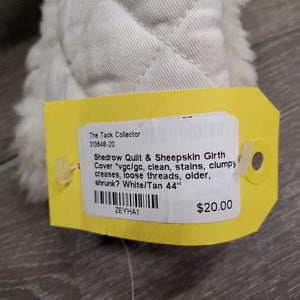 The Tack Collector
313648-20
Shedrow Quilt & Sheepskin Girth
Cover *vgc/gc, clean, stains, clumpy
creases, loose threads, older,
shrunk? White/Tan 44"
ZEYHA1
$20.00